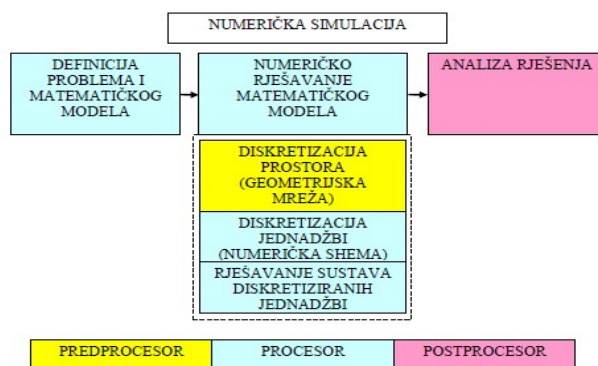 NUMERIČKA SIMULACIJA
DEFINICIJA
PROBLEMA I
MATEMATIČKOG
MODELA
NUMERIČKO
RJEŠAVANJE
MATEMATIČKOG
MODELA
ANALIZA RJEŠENJA
DISKRETIZACIJA
PROSTORA
(GEOMETRIJSKA
MREŽA)
DISKRETIZACIJA
JEDNADŽBI
(NUMERIČKA SHEMA)
RJEŠAVANJE SUSTAVA
DISKRETIZIRANIH
JEDNADŽBI
PREDPROCESOR
PROCESOR
POSTPROCESOR